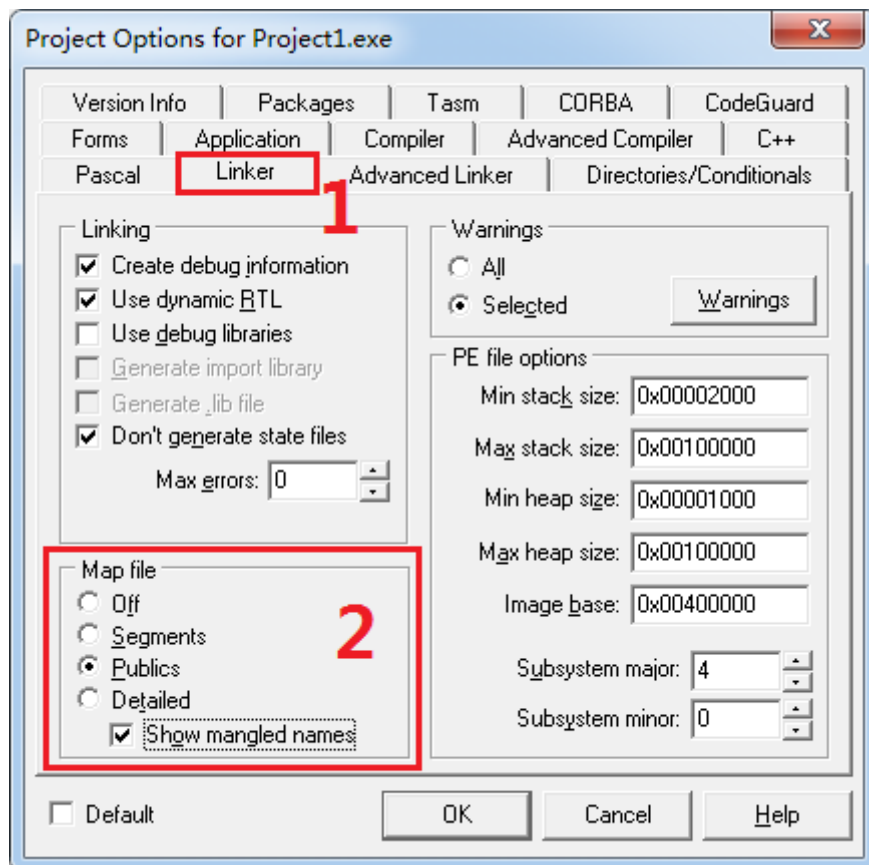 Project Options for Project1.exe
Version Info Packages Tasm CORBA CodeGuard
Forms Application Compiler Advanced Compiler C++
Pascal Linker Advanced Linker Directories/Conditionals
1
Linking
Create debug information
Use dynamic RTL
Use debug libraries
Generate import library
Generate .lib file
Don't generate state files
Max errors: 0
Map file
Off
Segments
Publics
Detailed
Show mangled names
2
Warnings
All
Selected
Warnings
PE file options
Min stack size: 0x00002000
Max stack size: 0x00100000
Min heap size: 0x00001000
Max heap size: 0x00100000
Image base: 0x00400000
Subsystem major: 4
Subsystem minor: 0
Default OK Cancel Help